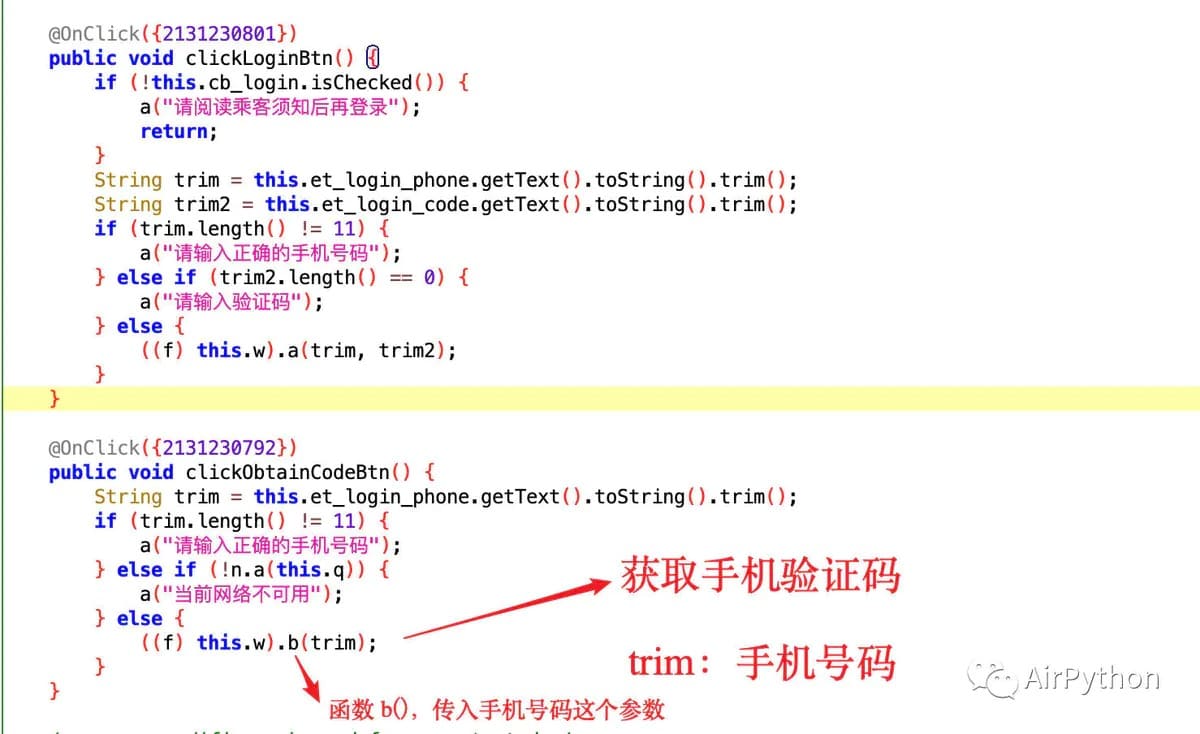 @OnClick({2131230801})
public void clickLoginBtn() {
if (!this.cb_login.isChecked()) {
a("请阅读乘客须知后再登录");
return;
}
String trim = this.et_login_phone.getText().toString().trim();
String trim2 = this.et_login_code.getText().toString().trim();
if (trim.length() != 11) {
a("请输入正确的手机号码");
} else if (trim2.length() == 0) {
a("请输入验证码");
} else {
((f) this.w).a(trim, trim2);
}
}
@OnClick({2131230792})
public void clickObtainCodeBtn() {
String trim = this.et_login_phone.getText().toString().trim();
if (trim.length() != 11) {
a("请输入正确的手机号码");
} else if (!n.a(this.q)) {
a("当前网络不可用");
} else {
((f) this.w).b(trim);
}
}
获取手机验证码
trim：手机号码
函数 b()，传入手机号码这个参数
AirPython